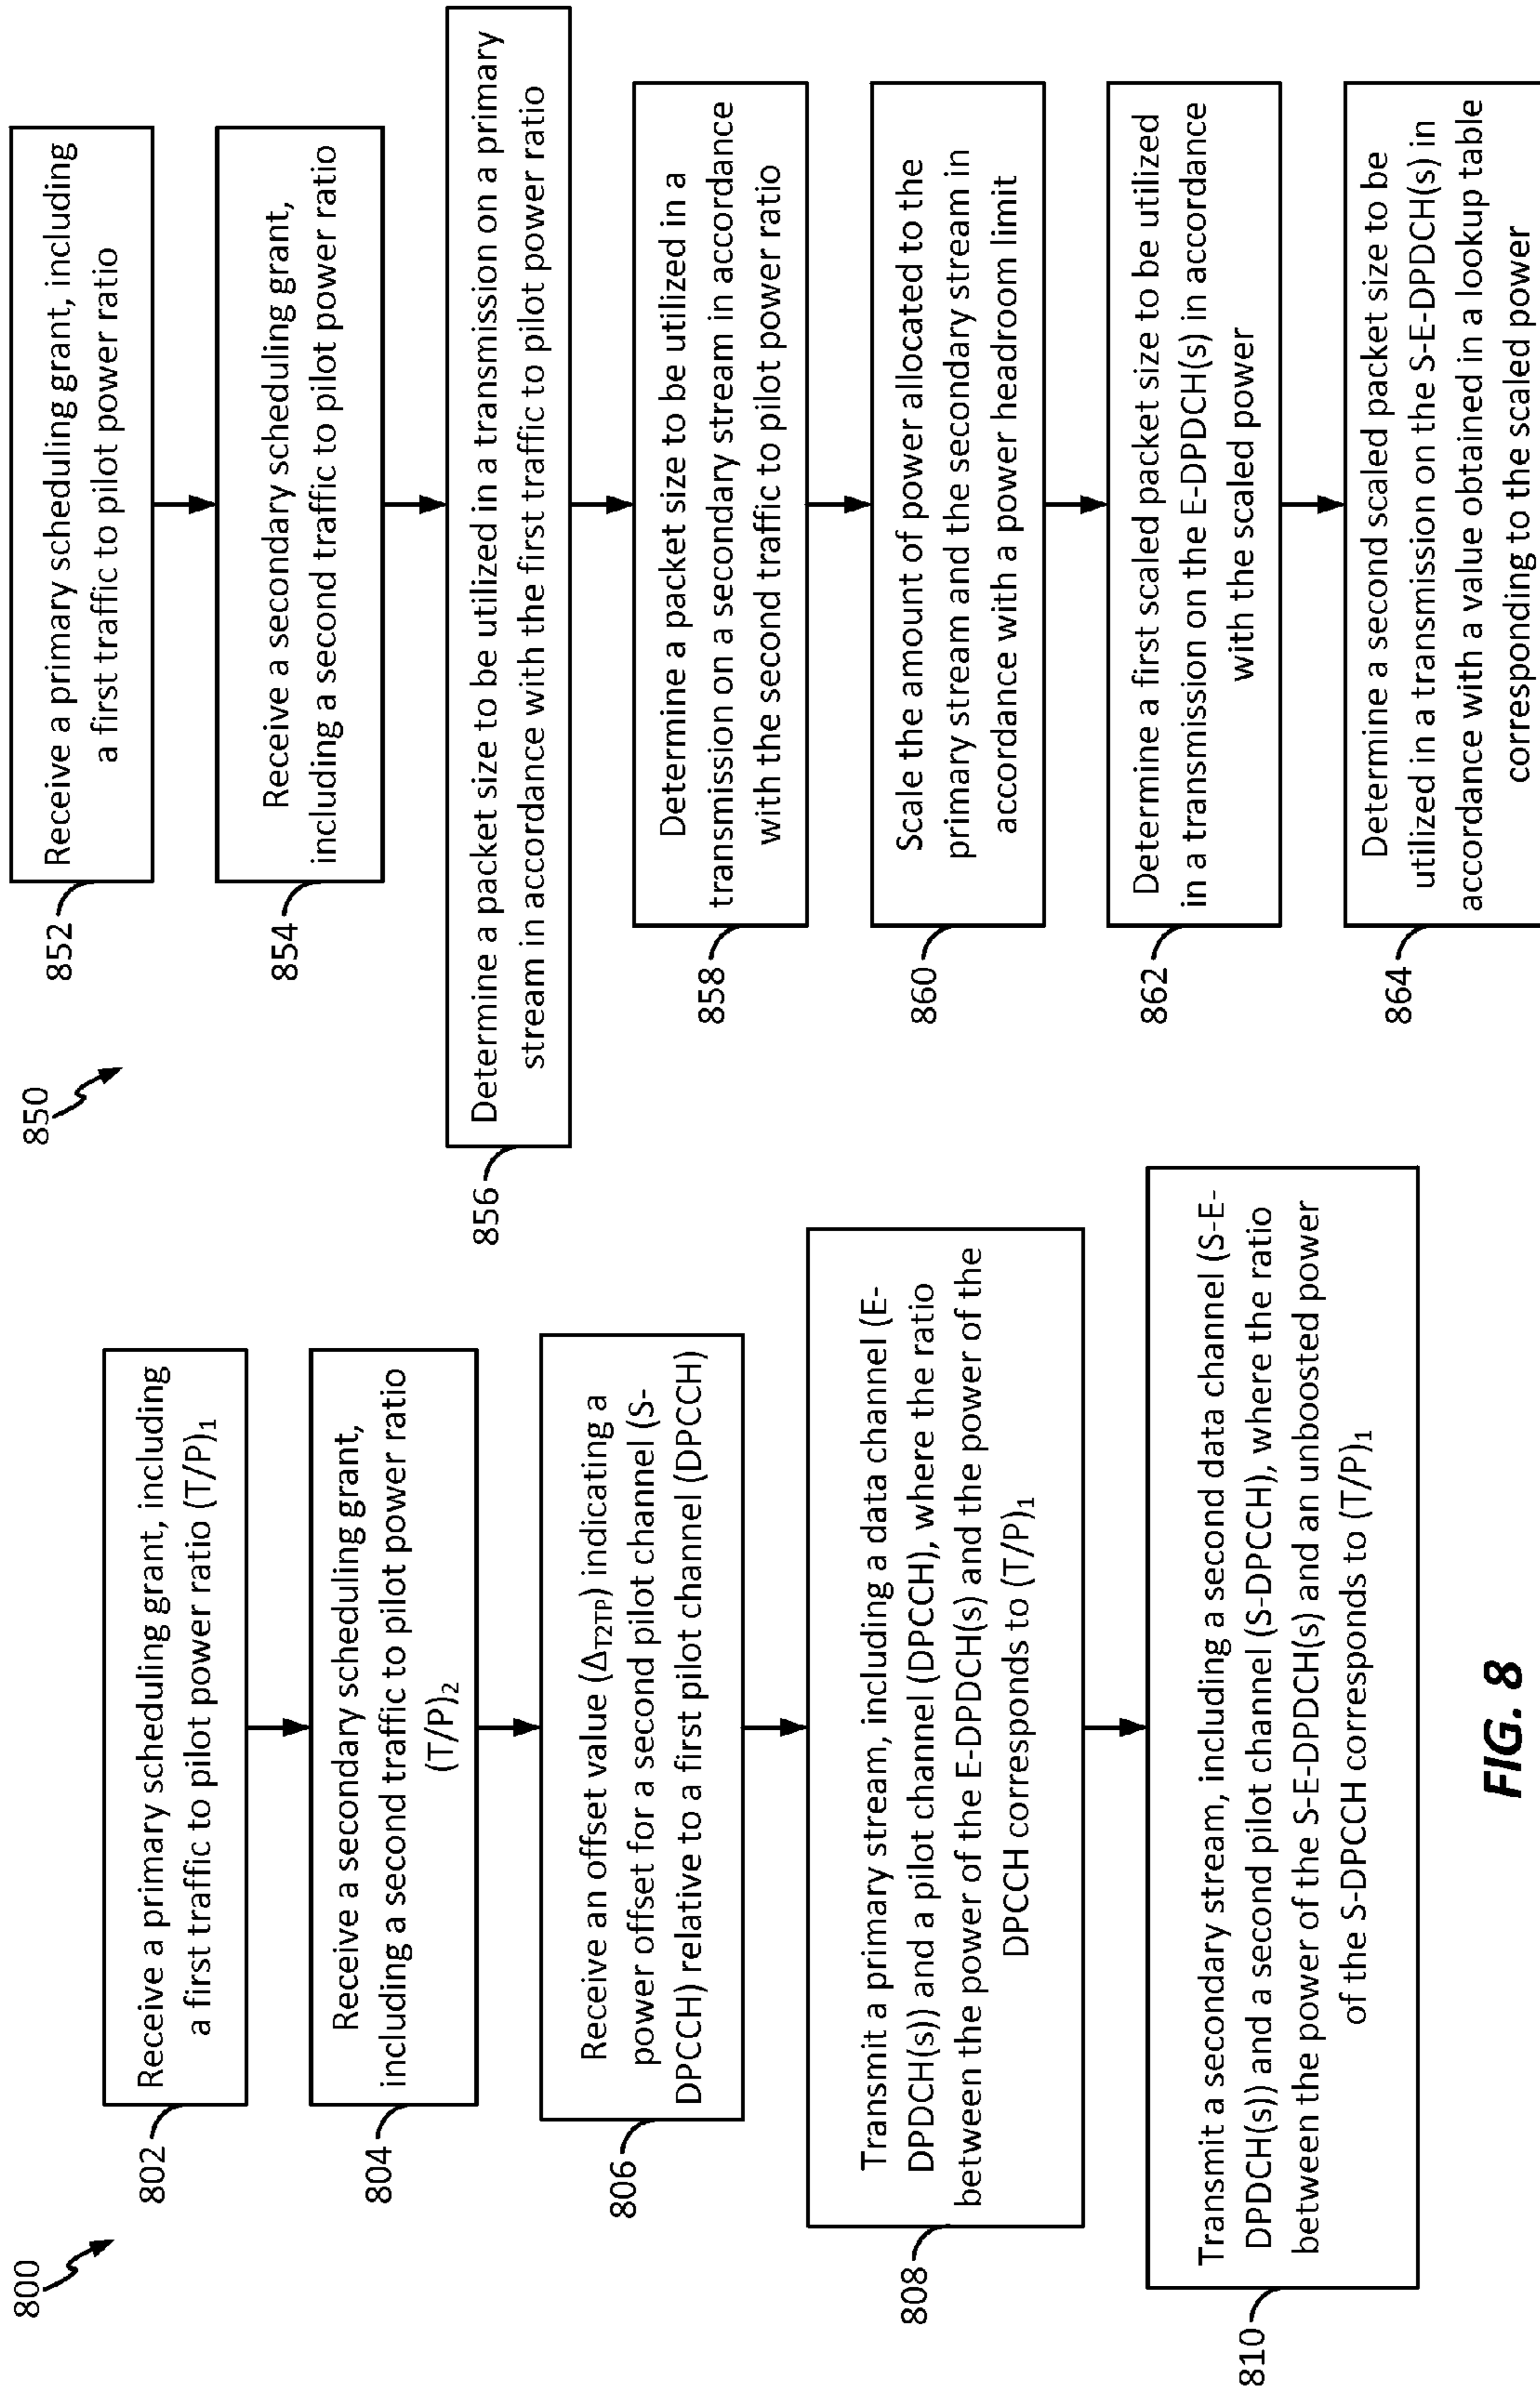 800
802
Receive a primary scheduling grant, including
a first traffic to pilot power ratio (T/P)₁
804
Receive a secondary scheduling grant,
including a second traffic to pilot power ratio
(T/P)₂
806
Receive an offset value (Δ_T2TP) indicating a
power offset for a second pilot channel (S-
DPCCH) relative to a first pilot channel (DPCCH)
808
Transmit a primary stream, including a data channel (E-
DPDCH(s)) and a pilot channel (DPCCH), where the ratio
between the power of the E-DPDCH(s) and the power of the
DPCCH corresponds to (T/P)₁
810
Transmit a secondary stream, including a second data channel (S-E-
DPDCH(s)) and a second pilot channel (S-DPCCH), where the ratio
between the power of the S-E-DPDCH(s) and an unboosted power
of the S-DPCCH corresponds to (T/P)₁
850
852
Receive a primary scheduling grant, including
a first traffic to pilot power ratio
854
Receive a secondary scheduling grant,
including a second traffic to pilot power ratio
856
Determine a packet size to be utilized in a transmission on a primary
stream in accordance with the first traffic to pilot power ratio
858
Determine a packet size to be utilized in a
transmission on a secondary stream in accordance
with the second traffic to pilot power ratio
860
Scale the amount of power allocated to the
primary stream and the secondary stream in
accordance with a power headroom limit
862
Determine a first scaled packet size to be utilized
in a transmission on the E-DPDCH(s) in accordance
with the scaled power
864
Determine a second scaled packet size to be
utilized in a transmission on the S-E-DPDCH(s) in
accordance with a value obtained in a lookup table
corresponding to the scaled power
FIG. 8